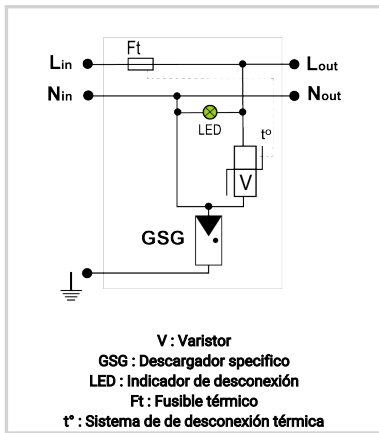 Ft
Lin
Lout
Nin
Nout
LED
t°
V
GSG
V : Varistor
GSG : Descargador specifico
LED : Indicador de desconexión
Ft : Fusible térmico
t° : Sistema de de desconexión térmica